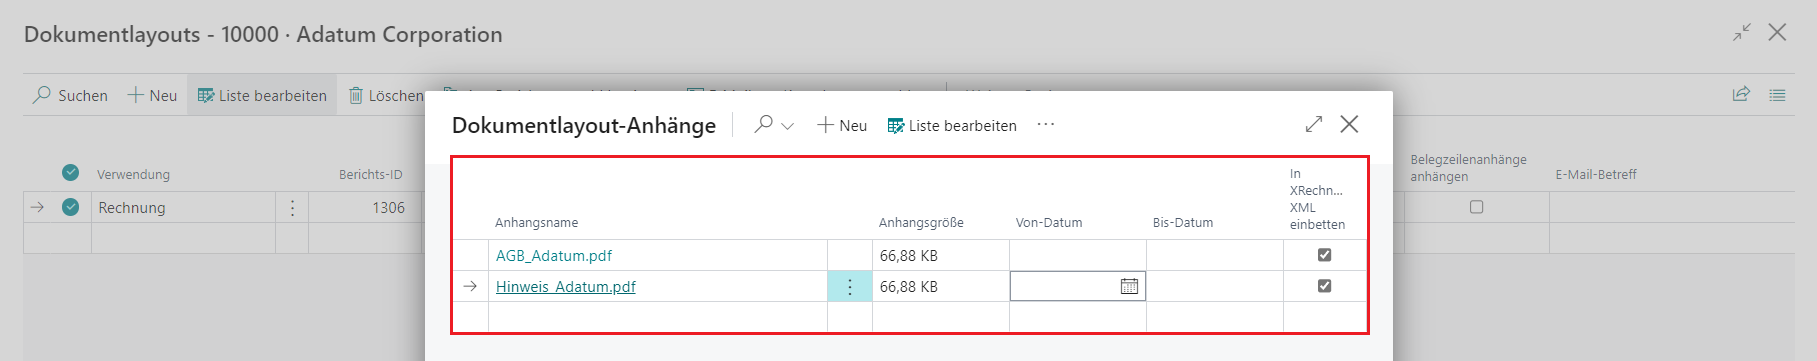 Dokumentlayouts - 10000 · Adatum Corporation
Suchen Neu Liste bearbeiten Löschen
Dokumentlayout-Anhänge Neu Liste bearbeiten ...
Verwendung Berichts-ID
Rechnung 1306
Anhangsname Anhangsgröße Von-Datum Bis-Datum
In
XRechn...
XML
einbetten
AGB_Adatum.pdf 66,88 KB
Hinweis_Adatum.pdf 66,88 KB
Belegzeilenanhänge
anhängen
E-Mail-Betreff